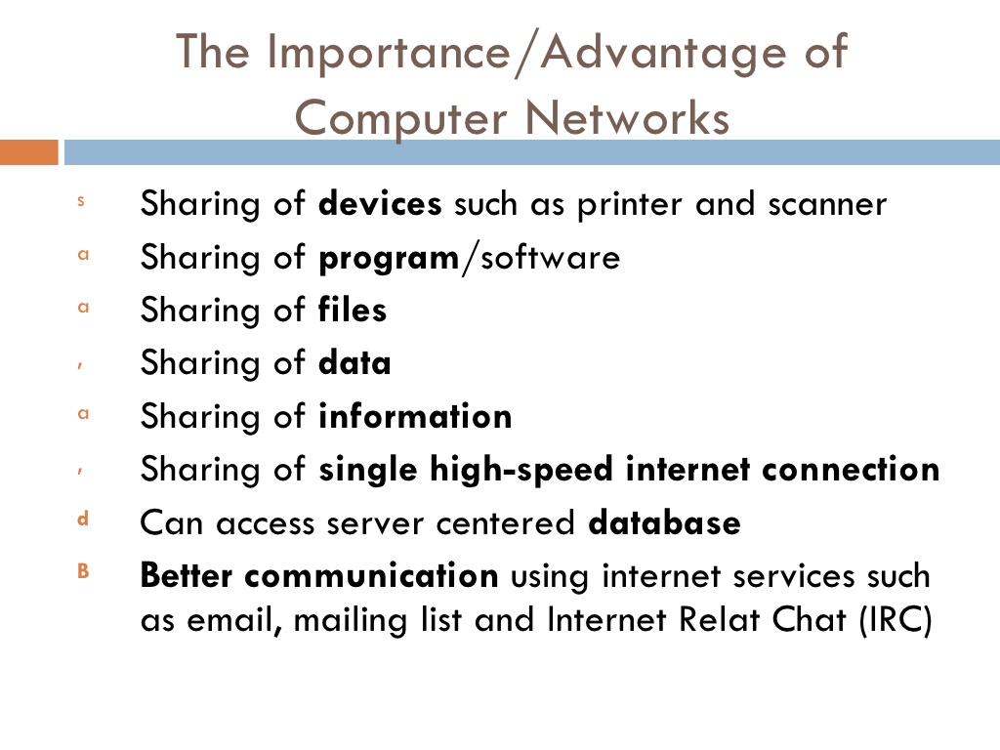 The Importance/Advantage of
Computer Networks
s Sharing of devices such as printer and scanner
a Sharing of program/software
a Sharing of files
, Sharing of data
a Sharing of information
, Sharing of single high-speed internet connection
d Can access server centered database
B Better communication using internet services such
as email, mailing list and Internet Relat Chat (IRC)